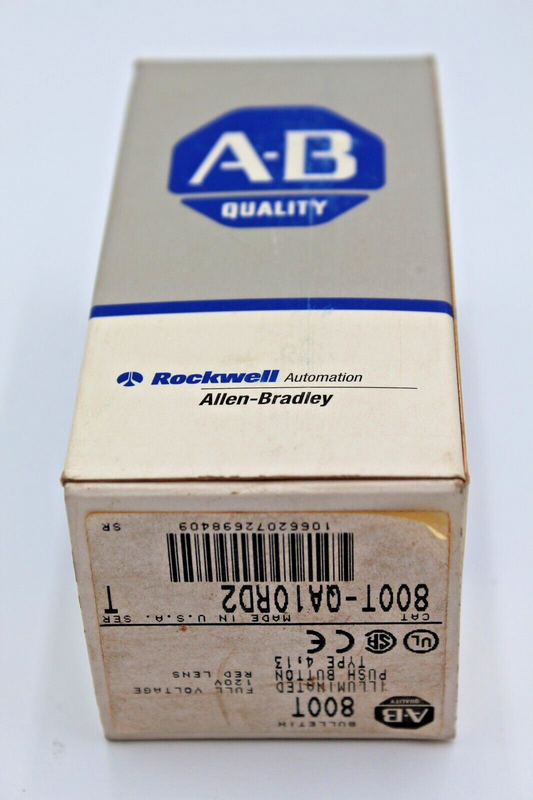 A-B
QUALITY
Rockwell Automation
Allen-Bradley
A-B
QUALITY
BULLETIN
800T
ILLUMINATED FULL VOLTAGE
PUSH BUTTON 120V
TYPE 4,13 RED LENS
UL SA CE
CAT MADE IN U.S.A. SER
800T-QA10RD2 T
10662072698409 SR